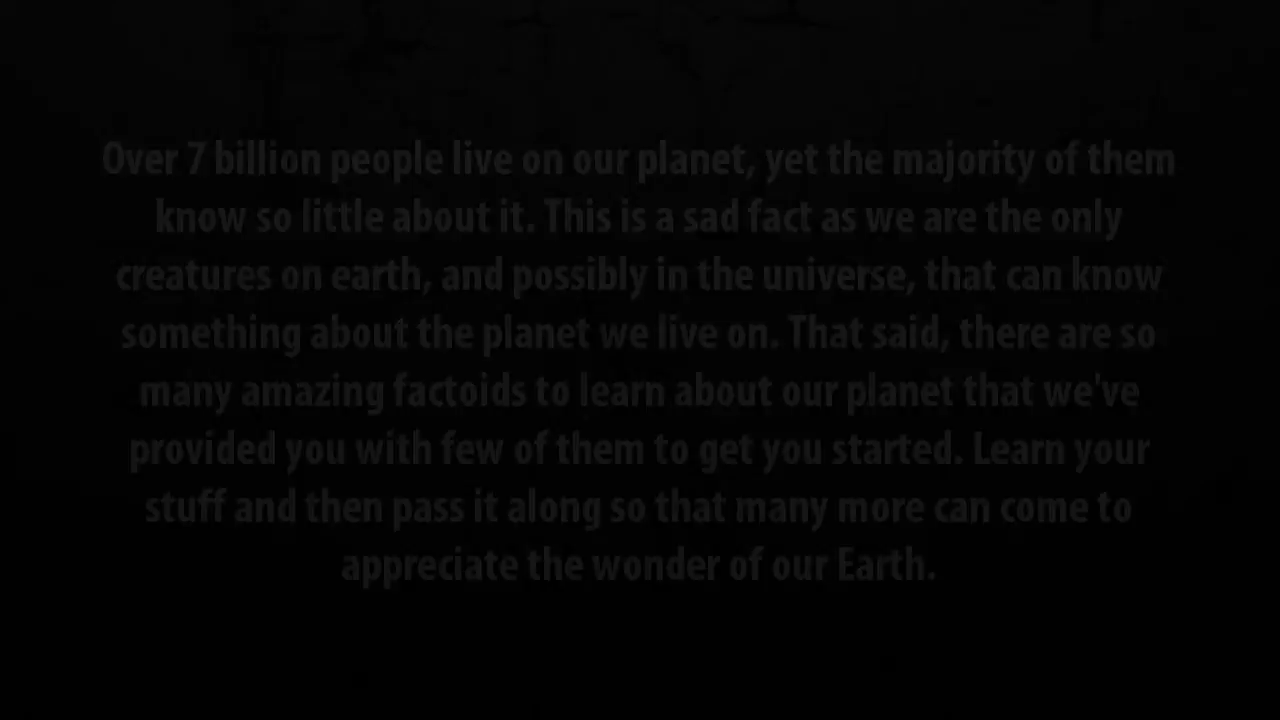 Over 7 billion people live on our planet, yet the majority of them
know so little about it. This is a sad fact as we are the only
creatures on earth, and possibly in the universe, that can know
something about the planet we live on. That said, there are so
many amazing factoids to learn about our planet that we've
provided you with few of them to get you started. Learn your
stuff and then pass it along so that many more can come to
appreciate the wonder of our Earth.